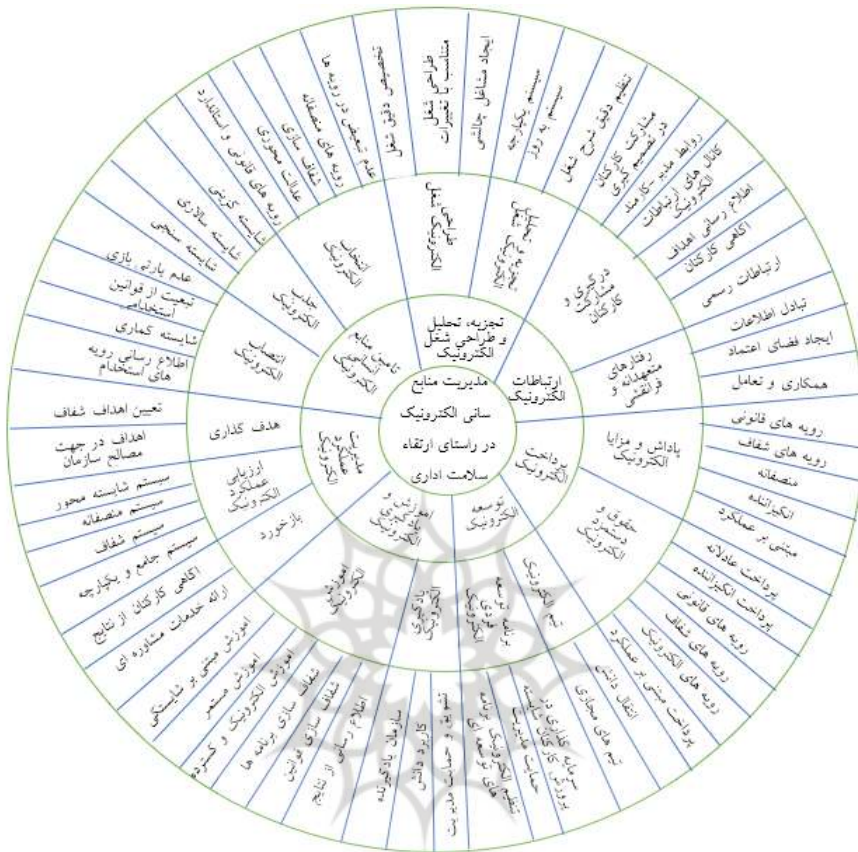 مدیریت منابع
سانی الکترونیک
در راستای ارتقاء
سلامت اداری
تجزیه، تحلیل
و طراحی شغل
الکترونیک
ارتباطات
الکترونیک
پرداخت
الکترونیک
توسعه
الکترونیک
آموزش و
یادگیری
الکترونیک
مدیریت
عملکرد
الکترونیک
تامین منابع
انسانی
الکترونیک
طراحی
الکترونیک شغل
تجزیه و تحلیل
الکترونیک شغل
درگیری و
مشارکت
کارکنان
رفتارهای
متعهدانه و
فرانقشی
پاداش و مزایا
الکترونیک
حقوق و
دستمزد
الکترونیک
تیم الکترونیک
برنامه توسعه
فردی
الکترونیک
یادگیری
الکترونیک
آموزش
الکترونیک
بازخورد
ارزیابی
عملکرد
الکترونیک
هدف گذاری
انتصاب
الکترونیک
جذب
الکترونیک
انتخاب
الکترونیک
ایجاد مشاغل چالشی
سیستم یکپارچه
سیستم به روز
تنظیم دقیق شرح شغل
مشارکت کارکنان
در تصمیم گیری
روابط مدیر-کارمند
کانال های ارتباطات
الکترونیک
اطلاع رسانی اهداف
آگاهی کارکنان
ارتباطات رسمی
تبادل اطلاعات
ایجاد فضای اعتماد
همکاری و تعامل
رویه های قانونی
رویه های شفاف
منصفانه
انگیزاننده
مبتنی بر عملکرد
پرداخت عادلانه
پرداخت انگیزاننده
رویه های قانونی
رویه های شفاف
رویه های الکترونیک
پرداخت مبتنی بر عملکرد
انتقال دانش
تیم های مجازی
حمایت مدیریت
سرمایه گذاری در
پرورش کارکنان
تنظیم الکترونیک برنامه
های توسعه ای
تشویق، حمایت مدیریت
کاربرد دانش
سازمان یادگیرنده
اطلاع رسانی از نتایج
شفاف سازی قوانین
شفاف سازی برنامه ها
آموزش الکترونیک و گسترده
آموزش مستمر
آموزش مبتنی بر شایستگی
ارائه خدمات مشاوره ای
آگاهی کارکنان از نتایج
سیستم جامع و یکپارچه
سیستم شفاف
سیستم منصفانه
سیستم شایسته محور
اهداف در جهت
مصالح سازمان
تعیین اهداف شفاف
اطلاع رسانی رویه
های استخدام
شایسته گماری
تبعیت از قوانین
استخدامی
عدم پارتی بازی
شایسته سنجی
شایسته سالاری
شایسته گزینی
رویه های قانونی و استاندارد
عدالت محوری
شفاف سازی
رویه های منصفانه
عدم تبعیض در رویه ها
تخصیص دقیق شغل
طراحی شغل
متناسب با تغییرات